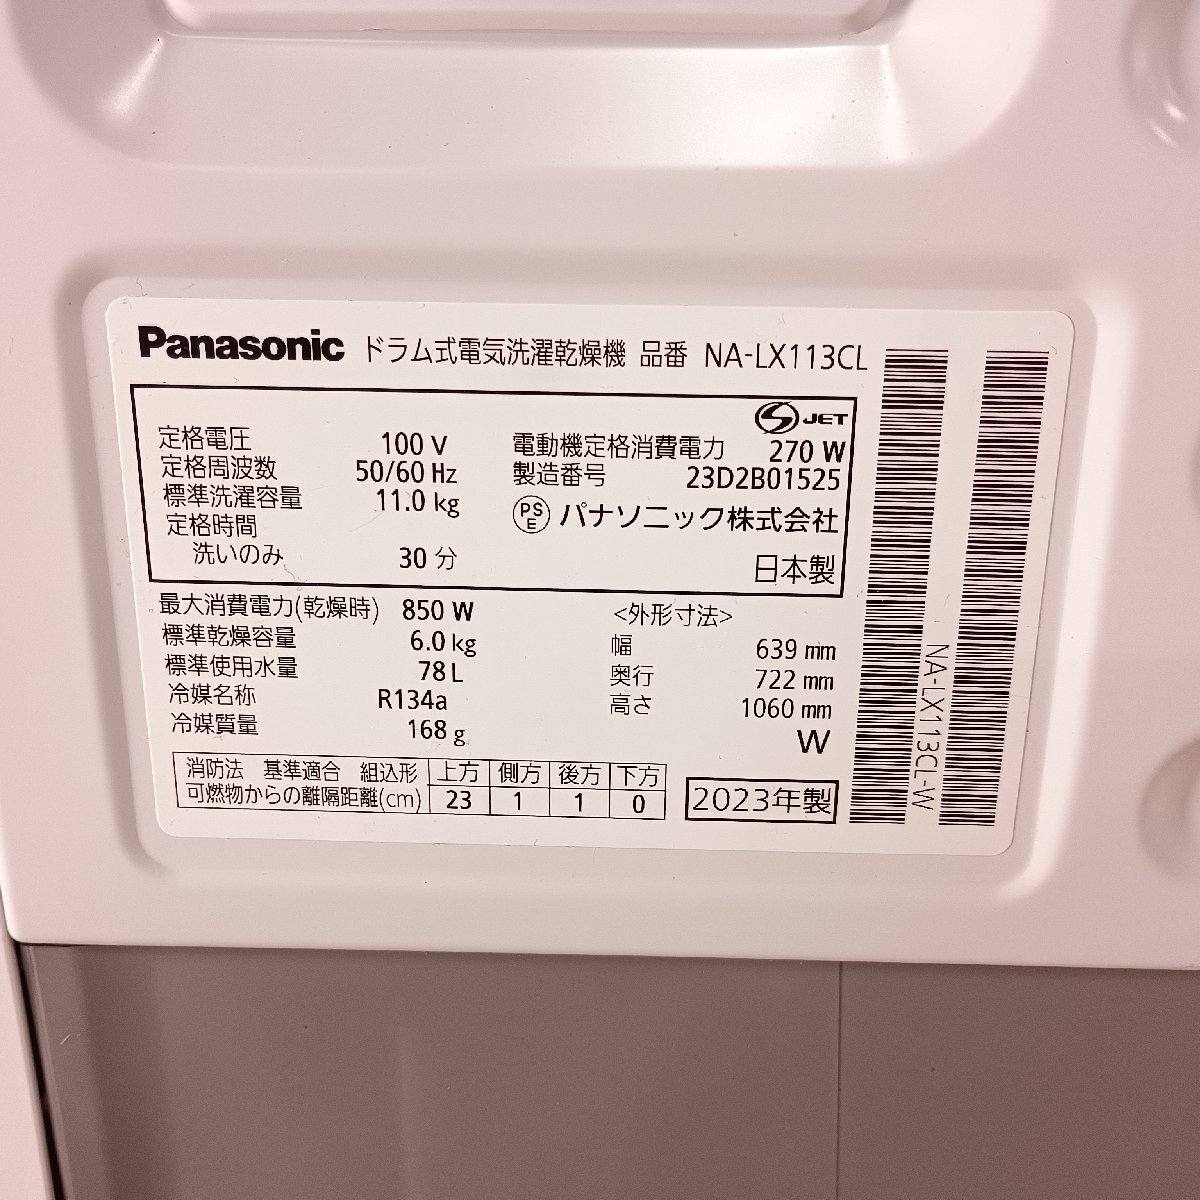 Panasonic ドラム式電気洗濯乾燥機 品番 NA-LX113CL
S JET
定格電圧 100 V
定格周波数 50/60 Hz
標準洗濯容量 11.0 kg
定格時間
洗いのみ 30 分
電動機定格消費電力 270 W
製造番号 23D2B01525
PS E パナソニック株式会社
日本製
最大消費電力(乾燥時) 850 W
標準乾燥容量 6.0 kg
標準使用水量 78 L
冷媒名称 R134a
冷媒質量 168 g
<外形寸法>
幅 639 mm
奥行 722 mm
高さ 1060 mm
W
消防法 基準適合 組込形 上方 側方 後方 下方
可燃物からの離隔距離(cm) 23 1 1 0
2023年製
NA-LX113CL-W